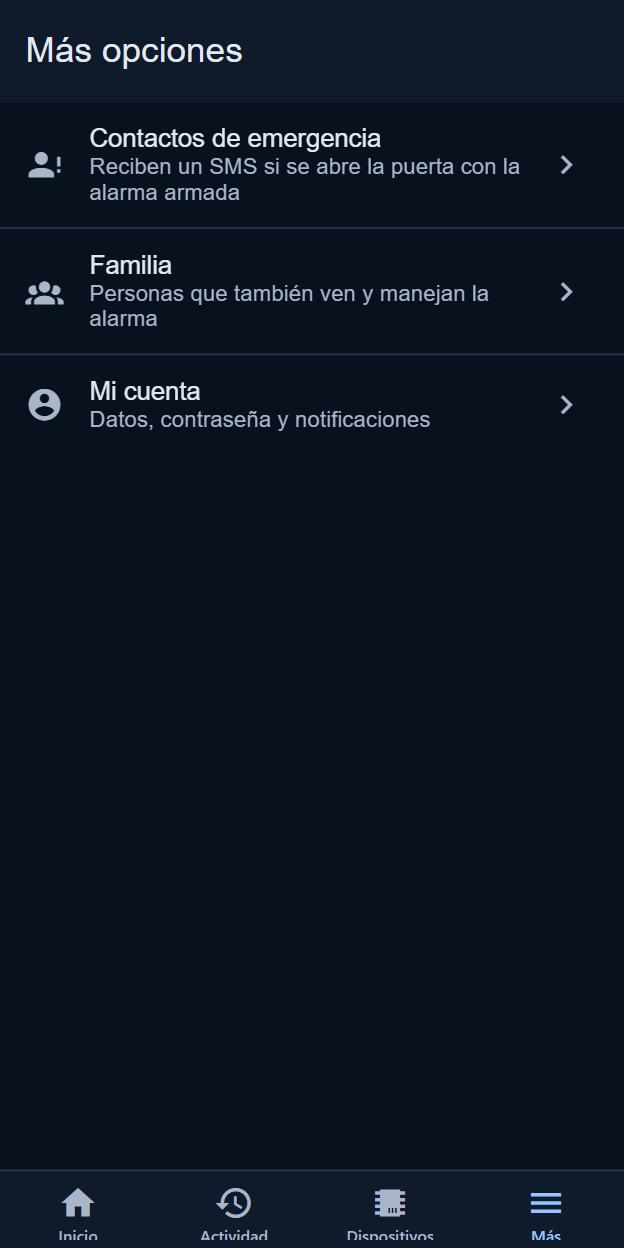 Más opciones
Contactos de emergencia
Reciben un SMS si se abre la puerta con la
alarma armada
Familia
Personas que también ven y manejan la
alarma
Mi cuenta
Datos, contraseña y notificaciones
Inicio
Actividad
Dispositivos
Más